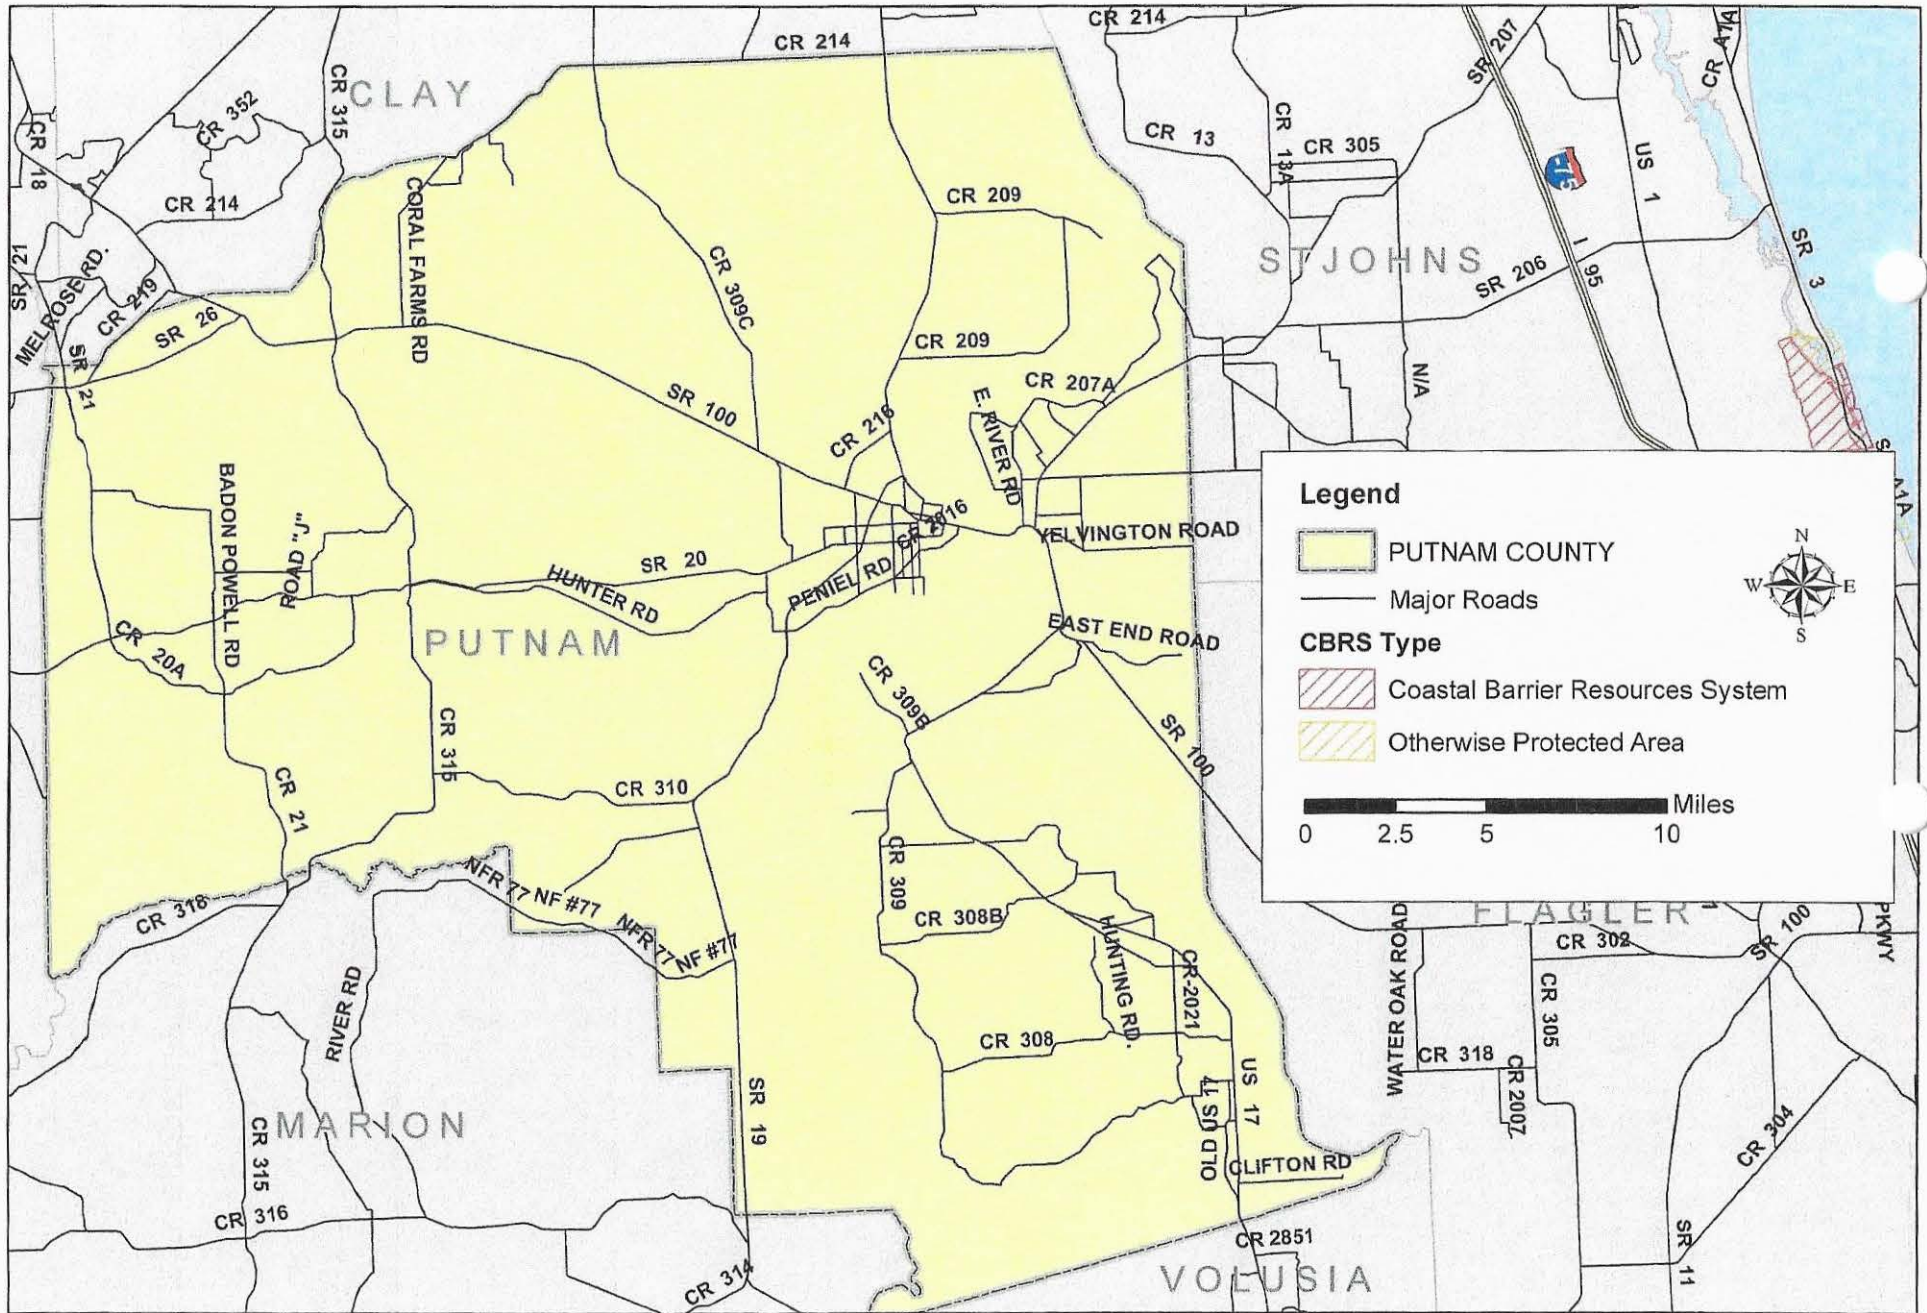 CR 214
CR 214
CLAY
CR 315
CR 352
CR 18
CR 214
SR 207
CR A1A
CR 13
CR 13A
CR 305
US 1
I-75
CORAL FARMS RD
CR 209
CR 309C
STJOHNS
SR 206
I 95
SR 3
SR 21
MELROSE RD.
CR 219
SR 26
SR 21
CR 209
SR 100
CR 216
CR 207A
E. RIVER RD
N/A
BADON POWELL RD
ROAD "J"
SR 20
HUNTER RD
PENIEL RD
CR 2816
YELVINGTON ROAD
EAST END ROAD
PUTNAM
CR 20A
CR 309B
SR 100
CR 315
CR 310
CR 21
A1A
Legend
PUTNAM COUNTY
Major Roads
CBRS Type
Coastal Barrier Resources System
Otherwise Protected Area
Miles
0 2.5 5 10
N
W E
S
CR 318
NFR 77 NF #77
NFR 77 NF #77
CR 309
CR 308B
HUNTING RD.
CR-2021
FLAGLER
CR 302
SR 100
PKWY
WATER OAK ROAD
CR 305
RIVER RD
CR 308
CR 318
CR 2007
US 17
OLD US 17
SR 19
MARION
CR 315
CR 304
CLIFTON RD
CR 316
CR 314
CR 2851
VOLUSIA
SR 11